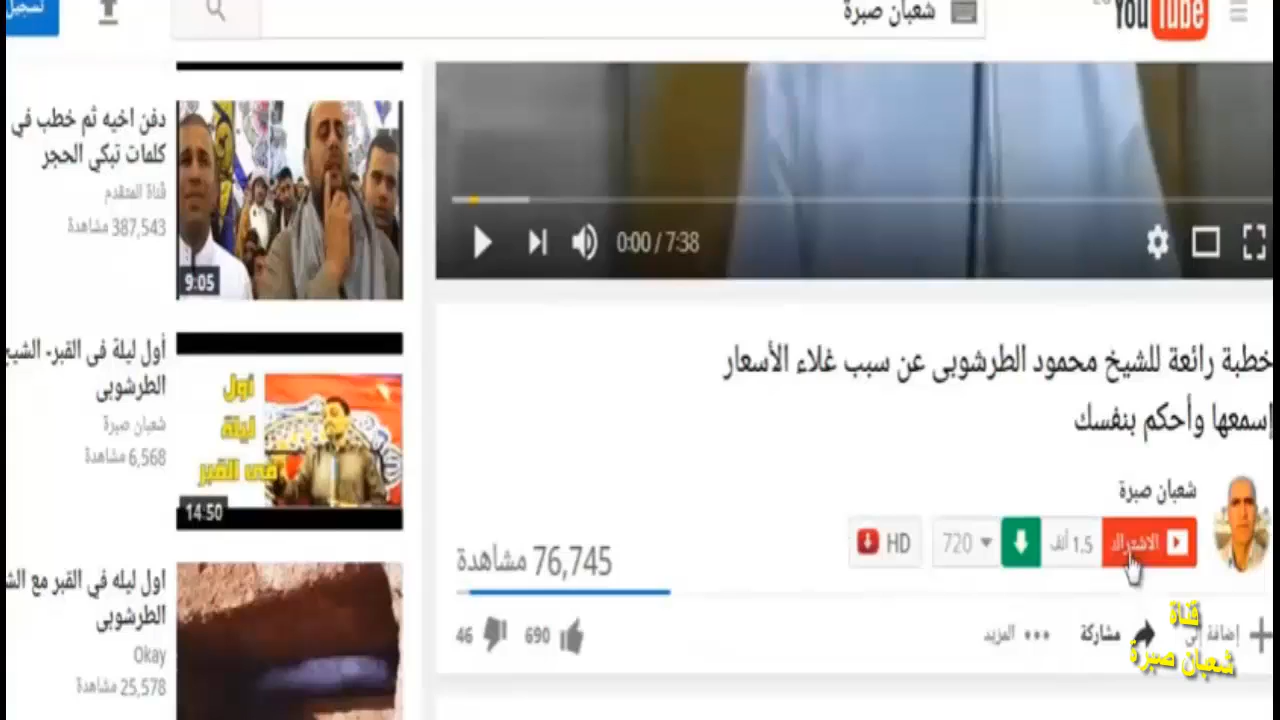 YouTube
شعبان صبرة
تسجيل
0:00 / 7:38
خطبة رائعة للشيخ محمود الطرشوبى عن سبب غلاء الأسعار
إسمعها وأحكم بنفسك
شعبان صبرة
الاشتراك
1,5 ألف
720
HD
76,745 مشاهدة
إضافة إلى
مشاركة
المزيد
690
46
قناة
شعبان صبرة
دفن اخيه ثم خطب في
كلمات تبكي الحجر
قناة المتقدم
387,543 مشاهدة
9:05
أول ليلة فى القبر- الشيخ
الطرشوبى
شعبان صبرة
6,568 مشاهدة
أول
ليلة
فى القبر
14:50
اول ليله في القبر مع
الطرشوبى
Okay
25,578 مشاهدة